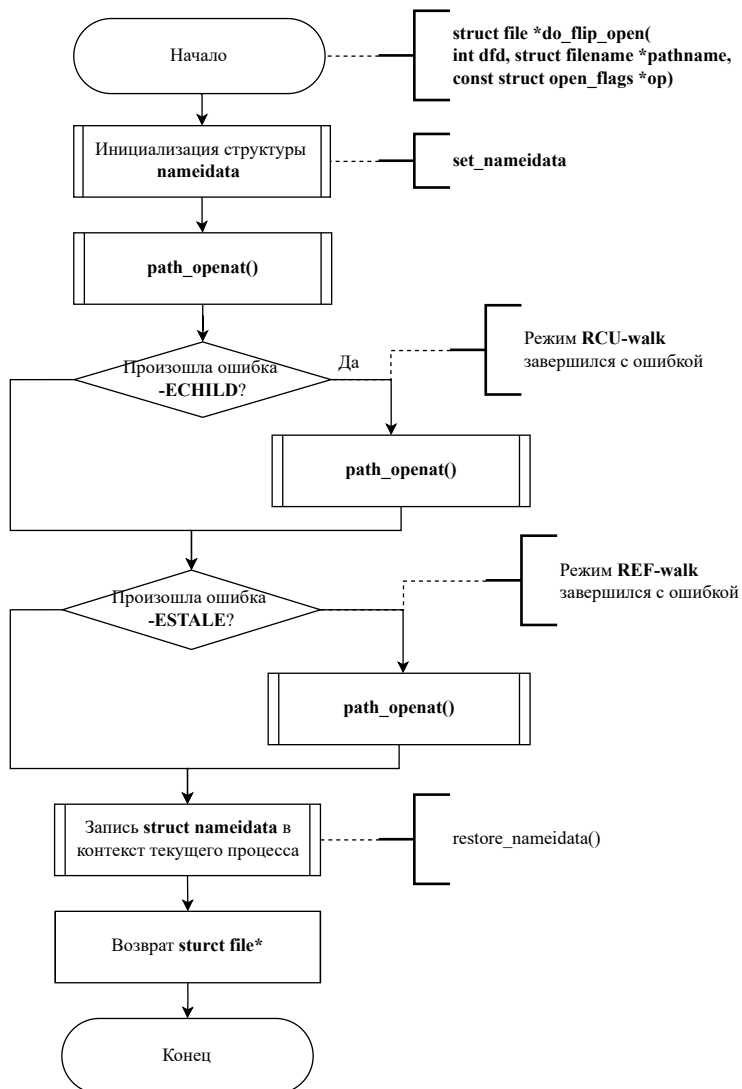 Начало
struct file *do_flip_open(
int dfd, struct filename *pathname,
const struct open_flags *op)
Инициализация структуры
nameidata
set_nameidata
path_openat()
Произошла ошибка
-ECHILD?
Да
Режим RCU-walk
завершился с ошибкой
path_openat()
Произошла ошибка
-ESTALE?
Режим REF-walk
завершился с ошибкой
path_openat()
Запись struct nameidata в
контекст текущего процесса
restore_nameidata()
Возврат sturct file*
Конец